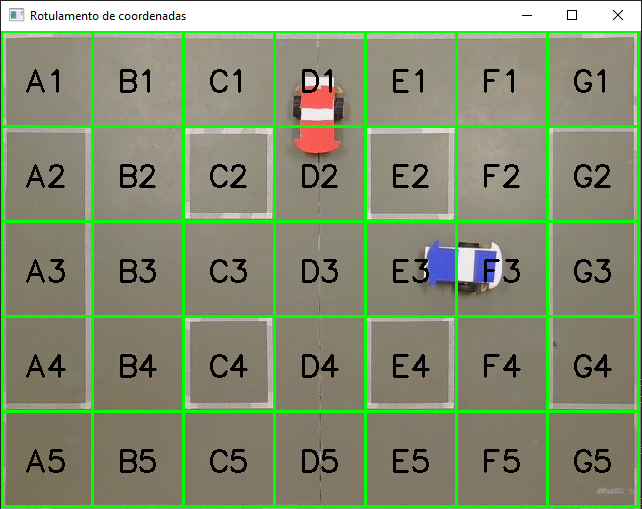 Rotulamento de coordenadas
A1 B1 C1 D1 E1 F1 G1
A2 B2 C2 D2 E2 F2 G2
A3 B3 C3 D3 E3 F3 G3
A4 B4 C4 D4 E4 F4 G4
A5 B5 C5 D5 E5 F5 G5